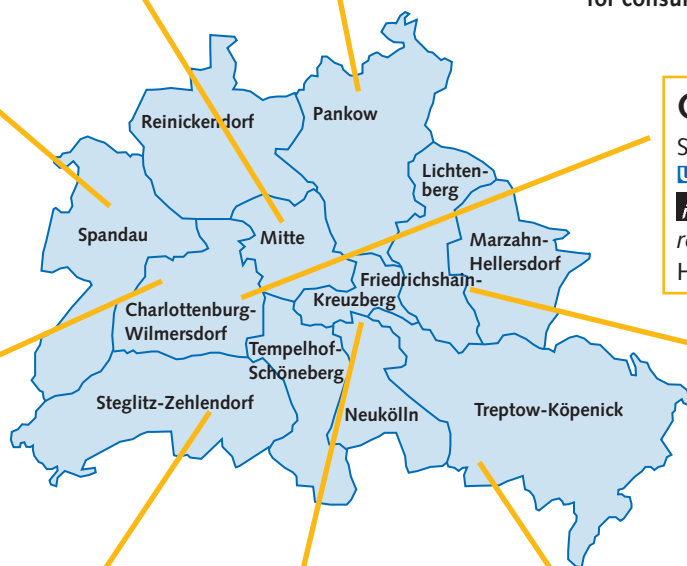 for consu
Reinickendorf
Pankow
Lichten-
berg
Spandau
Mitte
Marzahn-
Hellersdorf
Friedrichshain-
Kreuzberg
Charlottenburg-
Wilmersdorf
Tempelhof-
Schöneberg
Steglitz-Zehlendorf
Neukölln
Treptow-Köpenick
S
H